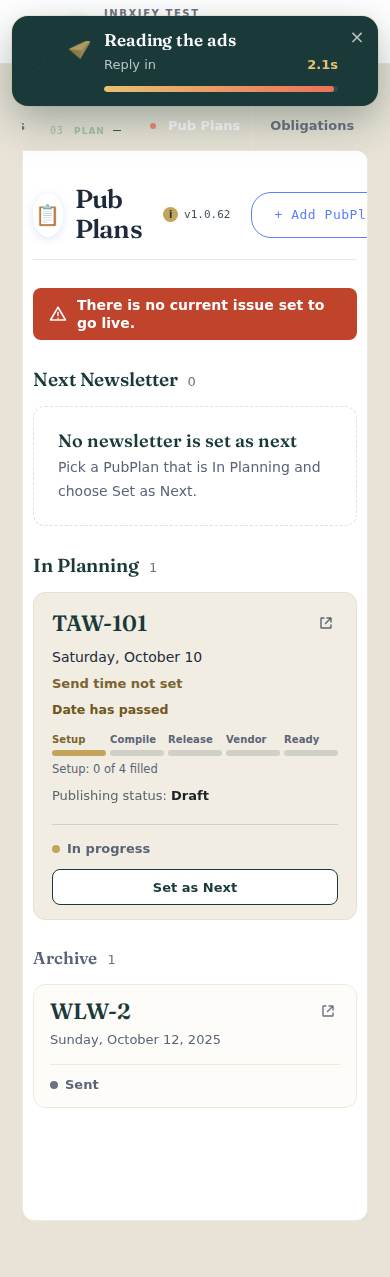 INBXIFY TEST
Reading the ads
Reply in 2.1s
03 PLAN — Pub Plans Obligations
Pub Plans
i v1.0.62
+ Add PubPl
There is no current issue set to
go live.
Next Newsletter 0
No newsletter is set as next
Pick a PubPlan that is In Planning and
choose Set as Next.
In Planning 1
TAW-101
Saturday, October 10
Send time not set
Date has passed
Setup Compile Release Vendor Ready
Setup: 0 of 4 filled
Publishing status: Draft
In progress
Set as Next
Archive 1
WLW-2
Sunday, October 12, 2025
Sent